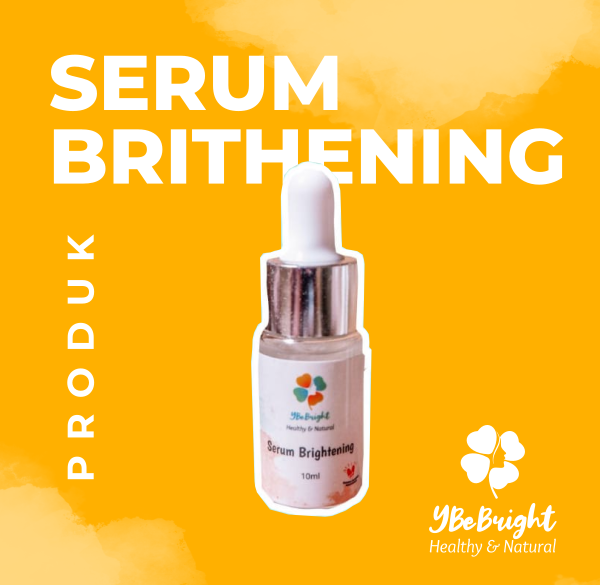 SERUM
BRITHENING
PRODUK
YBeBright
Healthy & Natural
Serum Brightening
10ml
YBeBright
Healthy & Natural